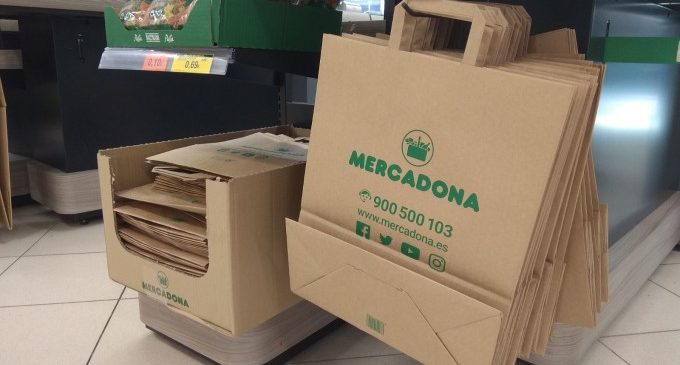 0,10
0,69
MERCADONA
900 500 103
www.mercadona.es
MERCADONA